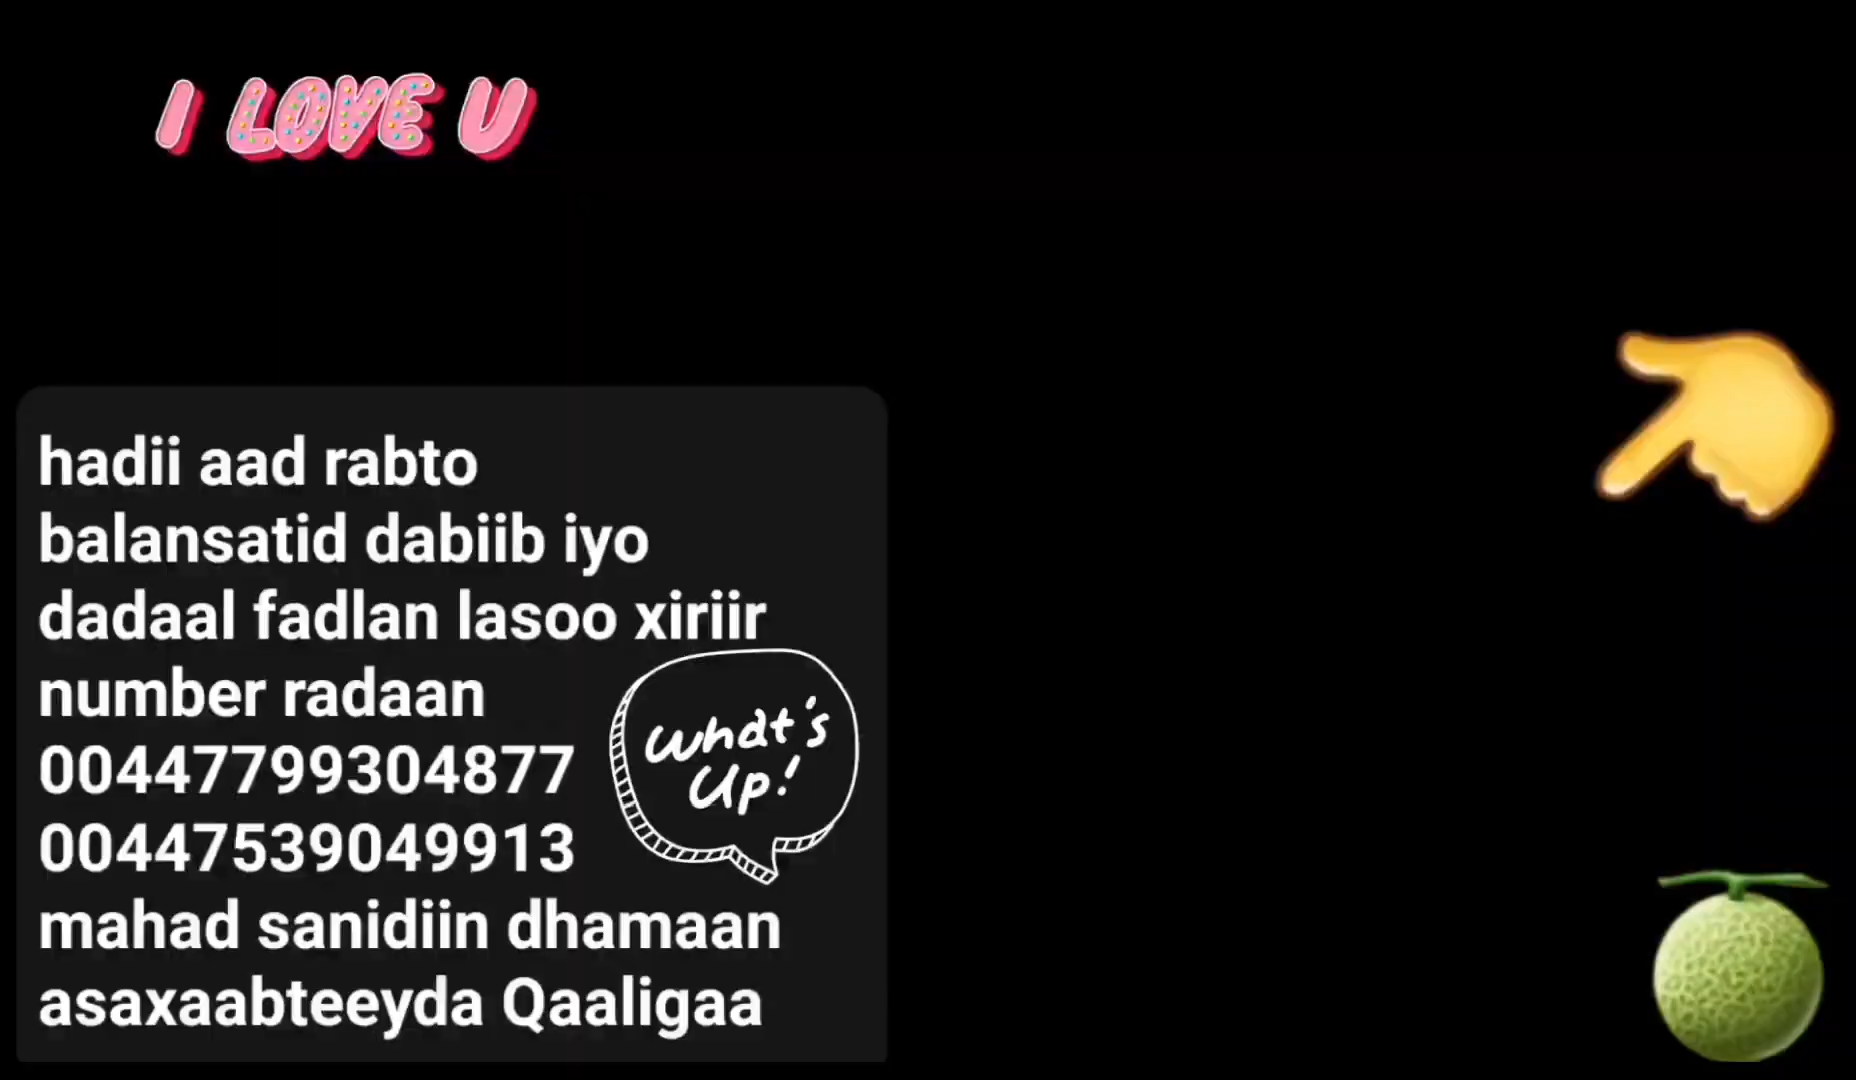 I LOVE U
hadii aad rabto
balansatid dabiib iyo
dadaal fadlan lasoo xiriir
number radaan
00447799304877
00447539049913
what's
Up!
mahad sanidiin dhamaan
asaxaabteeyda Qaaligaa